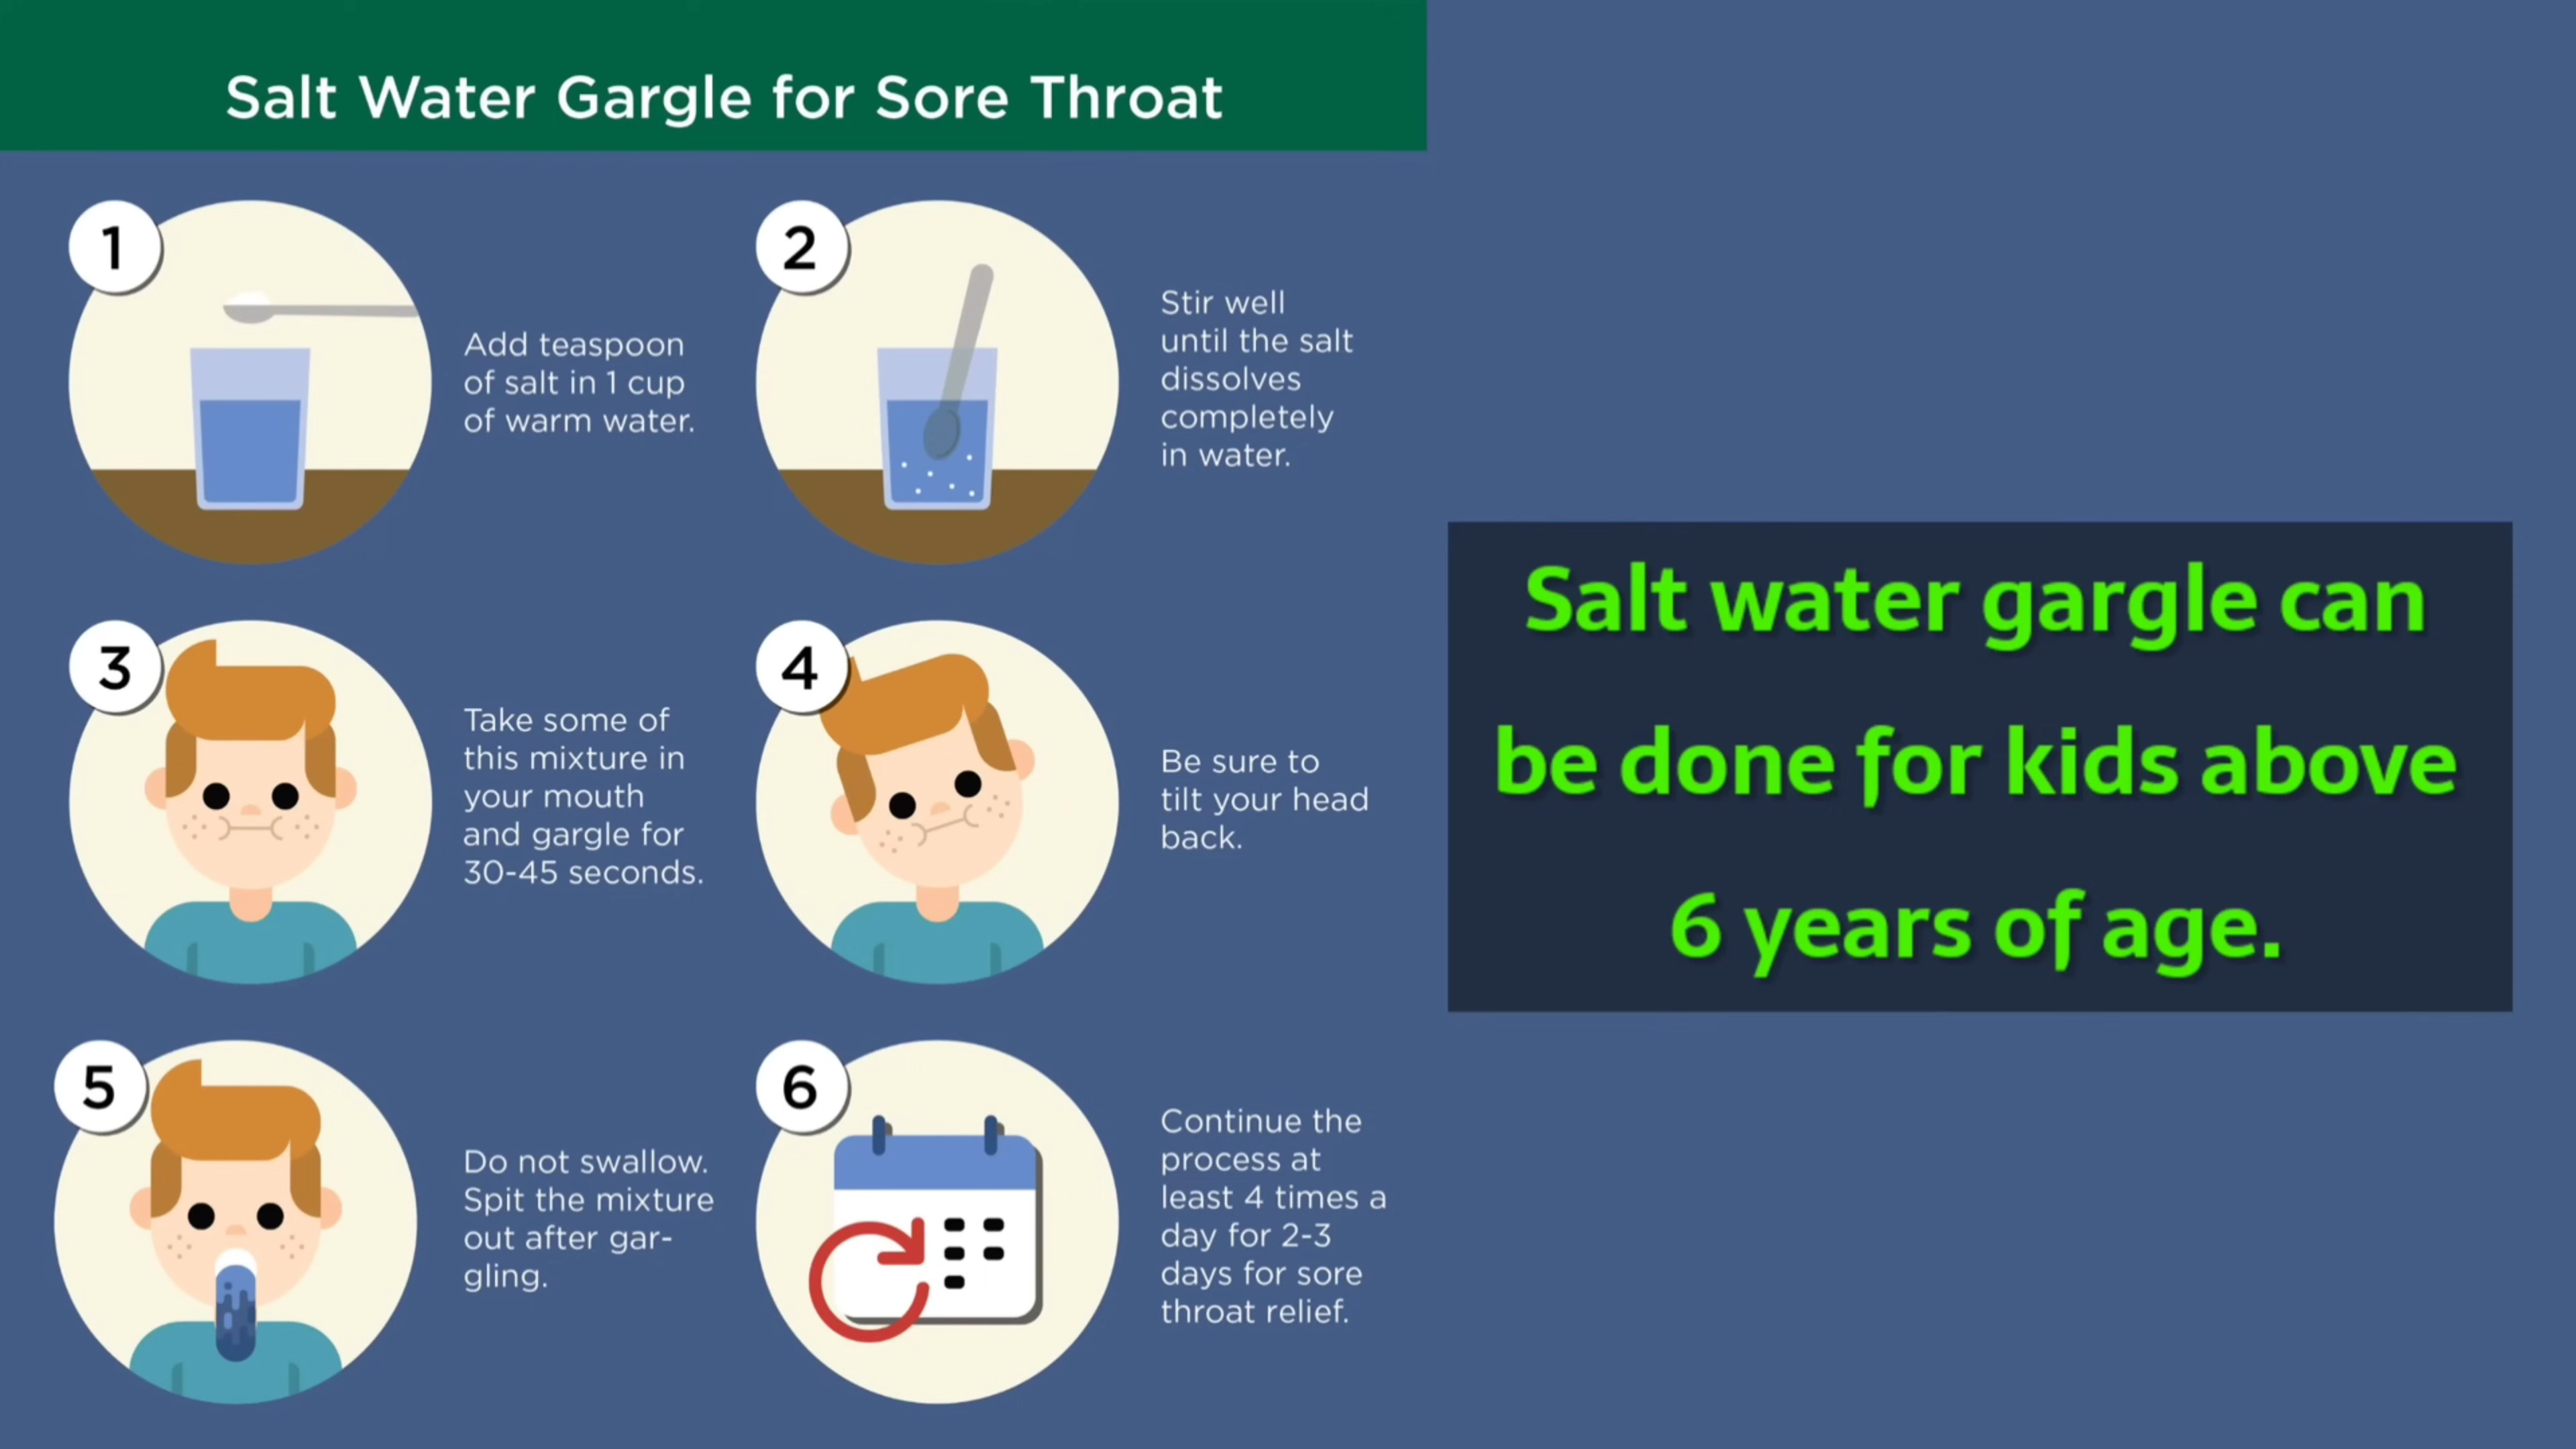 Salt Water Gargle for Sore Throat
1
Add teaspoon
of salt in 1 cup
of warm water.
2
Stir well
until the salt
dissolves
completely
in water.
3
Take some of
this mixture in
your mouth
and gargle for
30-45 seconds.
4
Be sure to
tilt your head
back.
5
Do not swallow.
Spit the mixture
out after gar-
gling.
6
Continue the
process at
least 4 times a
day for 2-3
days for sore
throat relief.
Salt water gargle can
be done for kids above
6 years of age.